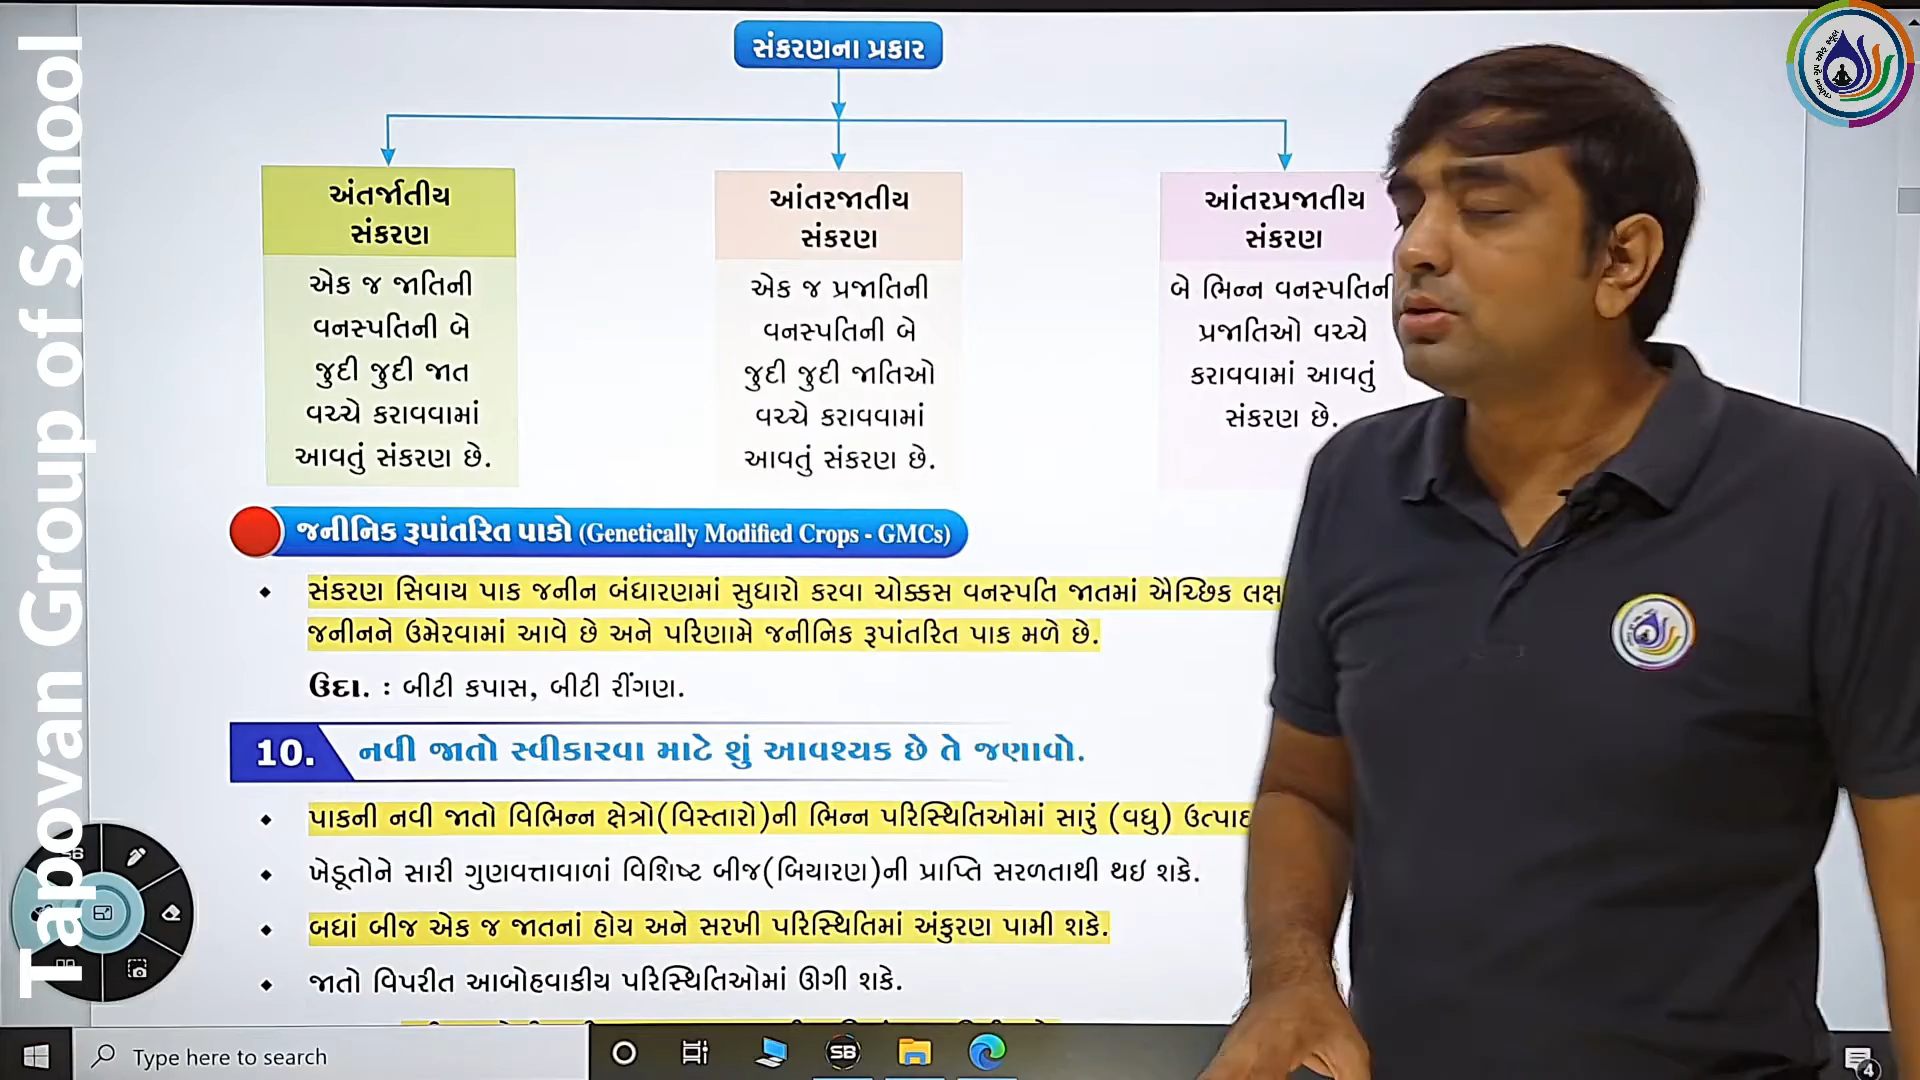 Tapovan Group of School
સંકરણના પ્રકાર
અંતર્જાતીય
સંકરણ
એક જ જાતિની
વનસ્પતિની બે
જુદી જુદી જાત
વચ્ચે કરાવવામાં
આવતું સંકરણ છે.
આંતરજાતીય
સંકરણ
એક જ પ્રજાતિની
વનસ્પતિની બે
જુદી જુદી જાતિઓ
વચ્ચે કરાવવામાં
આવતું સંકરણ છે.
આંતરપ્રજાતીય
સંકરણ
બે ભિન્ન વનસ્પતિની
પ્રજાતિઓ વચ્ચે
કરાવવામાં આવતું
સંકરણ છે.
જનીનિક રૂપાંતરિત પાકો (Genetically Modified Crops - GMCs)
સંકરણ સિવાય પાક જનીન બંધારણમાં સુધારો કરવા ચોક્કસ વનસ્પતિ જાતમાં ઐચ્છિક
જનીનને ઉમેરવામાં આવે છે અને પરિણામે જનીનિક રૂપાંતરિત પાક મળે છે.
ઉદા. : બીટી કપાસ, બીટી રીંગણ.
10. નવી જાતો સ્વીકારવા માટે શું આવશ્યક છે તે જણાવો.
પાકની નવી જાતો વિભિન્ન ક્ષેત્રો(વિસ્તારો)ની ભિન્ન પરિસ્થિતિઓમાં સારું (વધુ)
ખેડૂતોને સારી ગુણવત્તાવાળાં વિશિષ્ટ બીજ(બિયારણ)ની પ્રાપ્તિ સરળતાથી થઇ શકે.
બધાં બીજ એક જ જાતનાં હોય અને સરખી પરિસ્થિતિમાં અંકુરણ પામી શકે.
જાતો વિપરીત આબોહવાકીય પરિસ્થિતિઓમાં ઊગી શકે.
Type here to search
SB
4